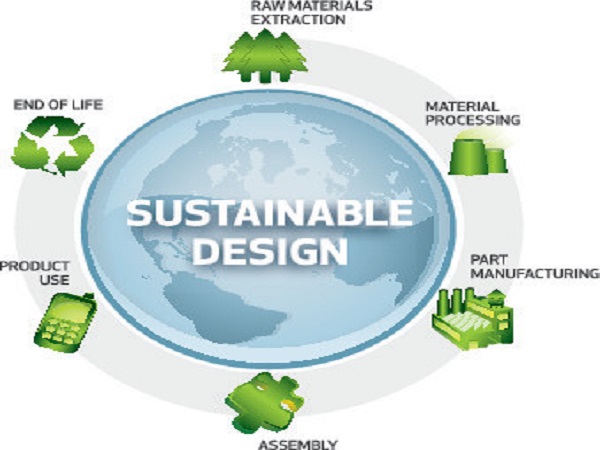 RAW MATERIALS
EXTRACTION
END OF LIFE
MATERIAL
PROCESSING
SUSTAINABLE
DESIGN
PRODUCT
USE
PART
MANUFACTURING
ASSEMBLY